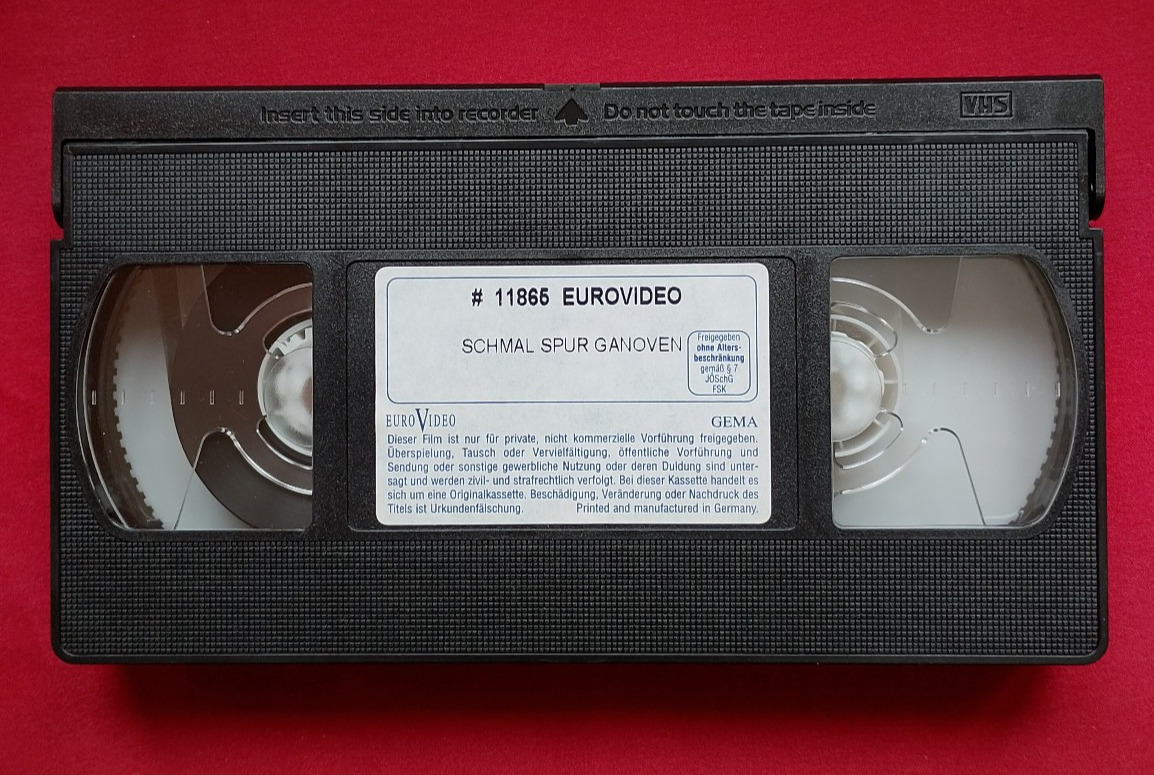 Insert this side into recorder Do not touch the tape inside VHS
# 11865 EUROVIDEO
SCHMAL SPUR GANOVEN
Freigegeben
ohne Alters-
beschränkung
gemäß § 7
JÖSchG
FSK
EUROVIDEO GEMA
Dieser Film ist nur für private, nicht kommerzielle Vorführung freigegeben.
Überspielung, Tausch oder Vervielfältigung, öffentliche Vorführung und
Sendung oder sonstige gewerbliche Nutzung oder deren Duldung sind unter-
sagt und werden zivil- und strafrechtlich verfolgt. Bei dieser Kassette handelt es
sich um eine Originalkassette. Beschädigung, Veränderung oder Nachdruck des
Titels ist Urkundenfälschung. Printed and manufactured in Germany.